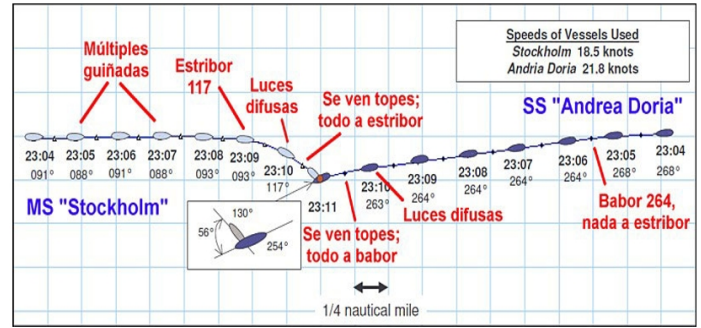 Speeds of Vessels Used
Stockholm 18.5 knots
Andria Doria 21.8 knots
Múltiples
guiñadas
Estribor
117
Luces
difusas
Se ven topes;
todo a estribor
SS "Andrea Doria"
23:04
091°
23:05
088°
23:06
091°
23:07
088°
23:08
093°
23:09
093°
23:10
117°
23:11
23:10
263°
23:09
264°
23:08
264°
23:07
264°
23:06
264°
23:05
268°
23:04
268°
MS "Stockholm"
130°
56°
254°
Se ven topes;
todo a babor
Luces difusas
Babor 264,
nada a estribor
1/4 nautical mile